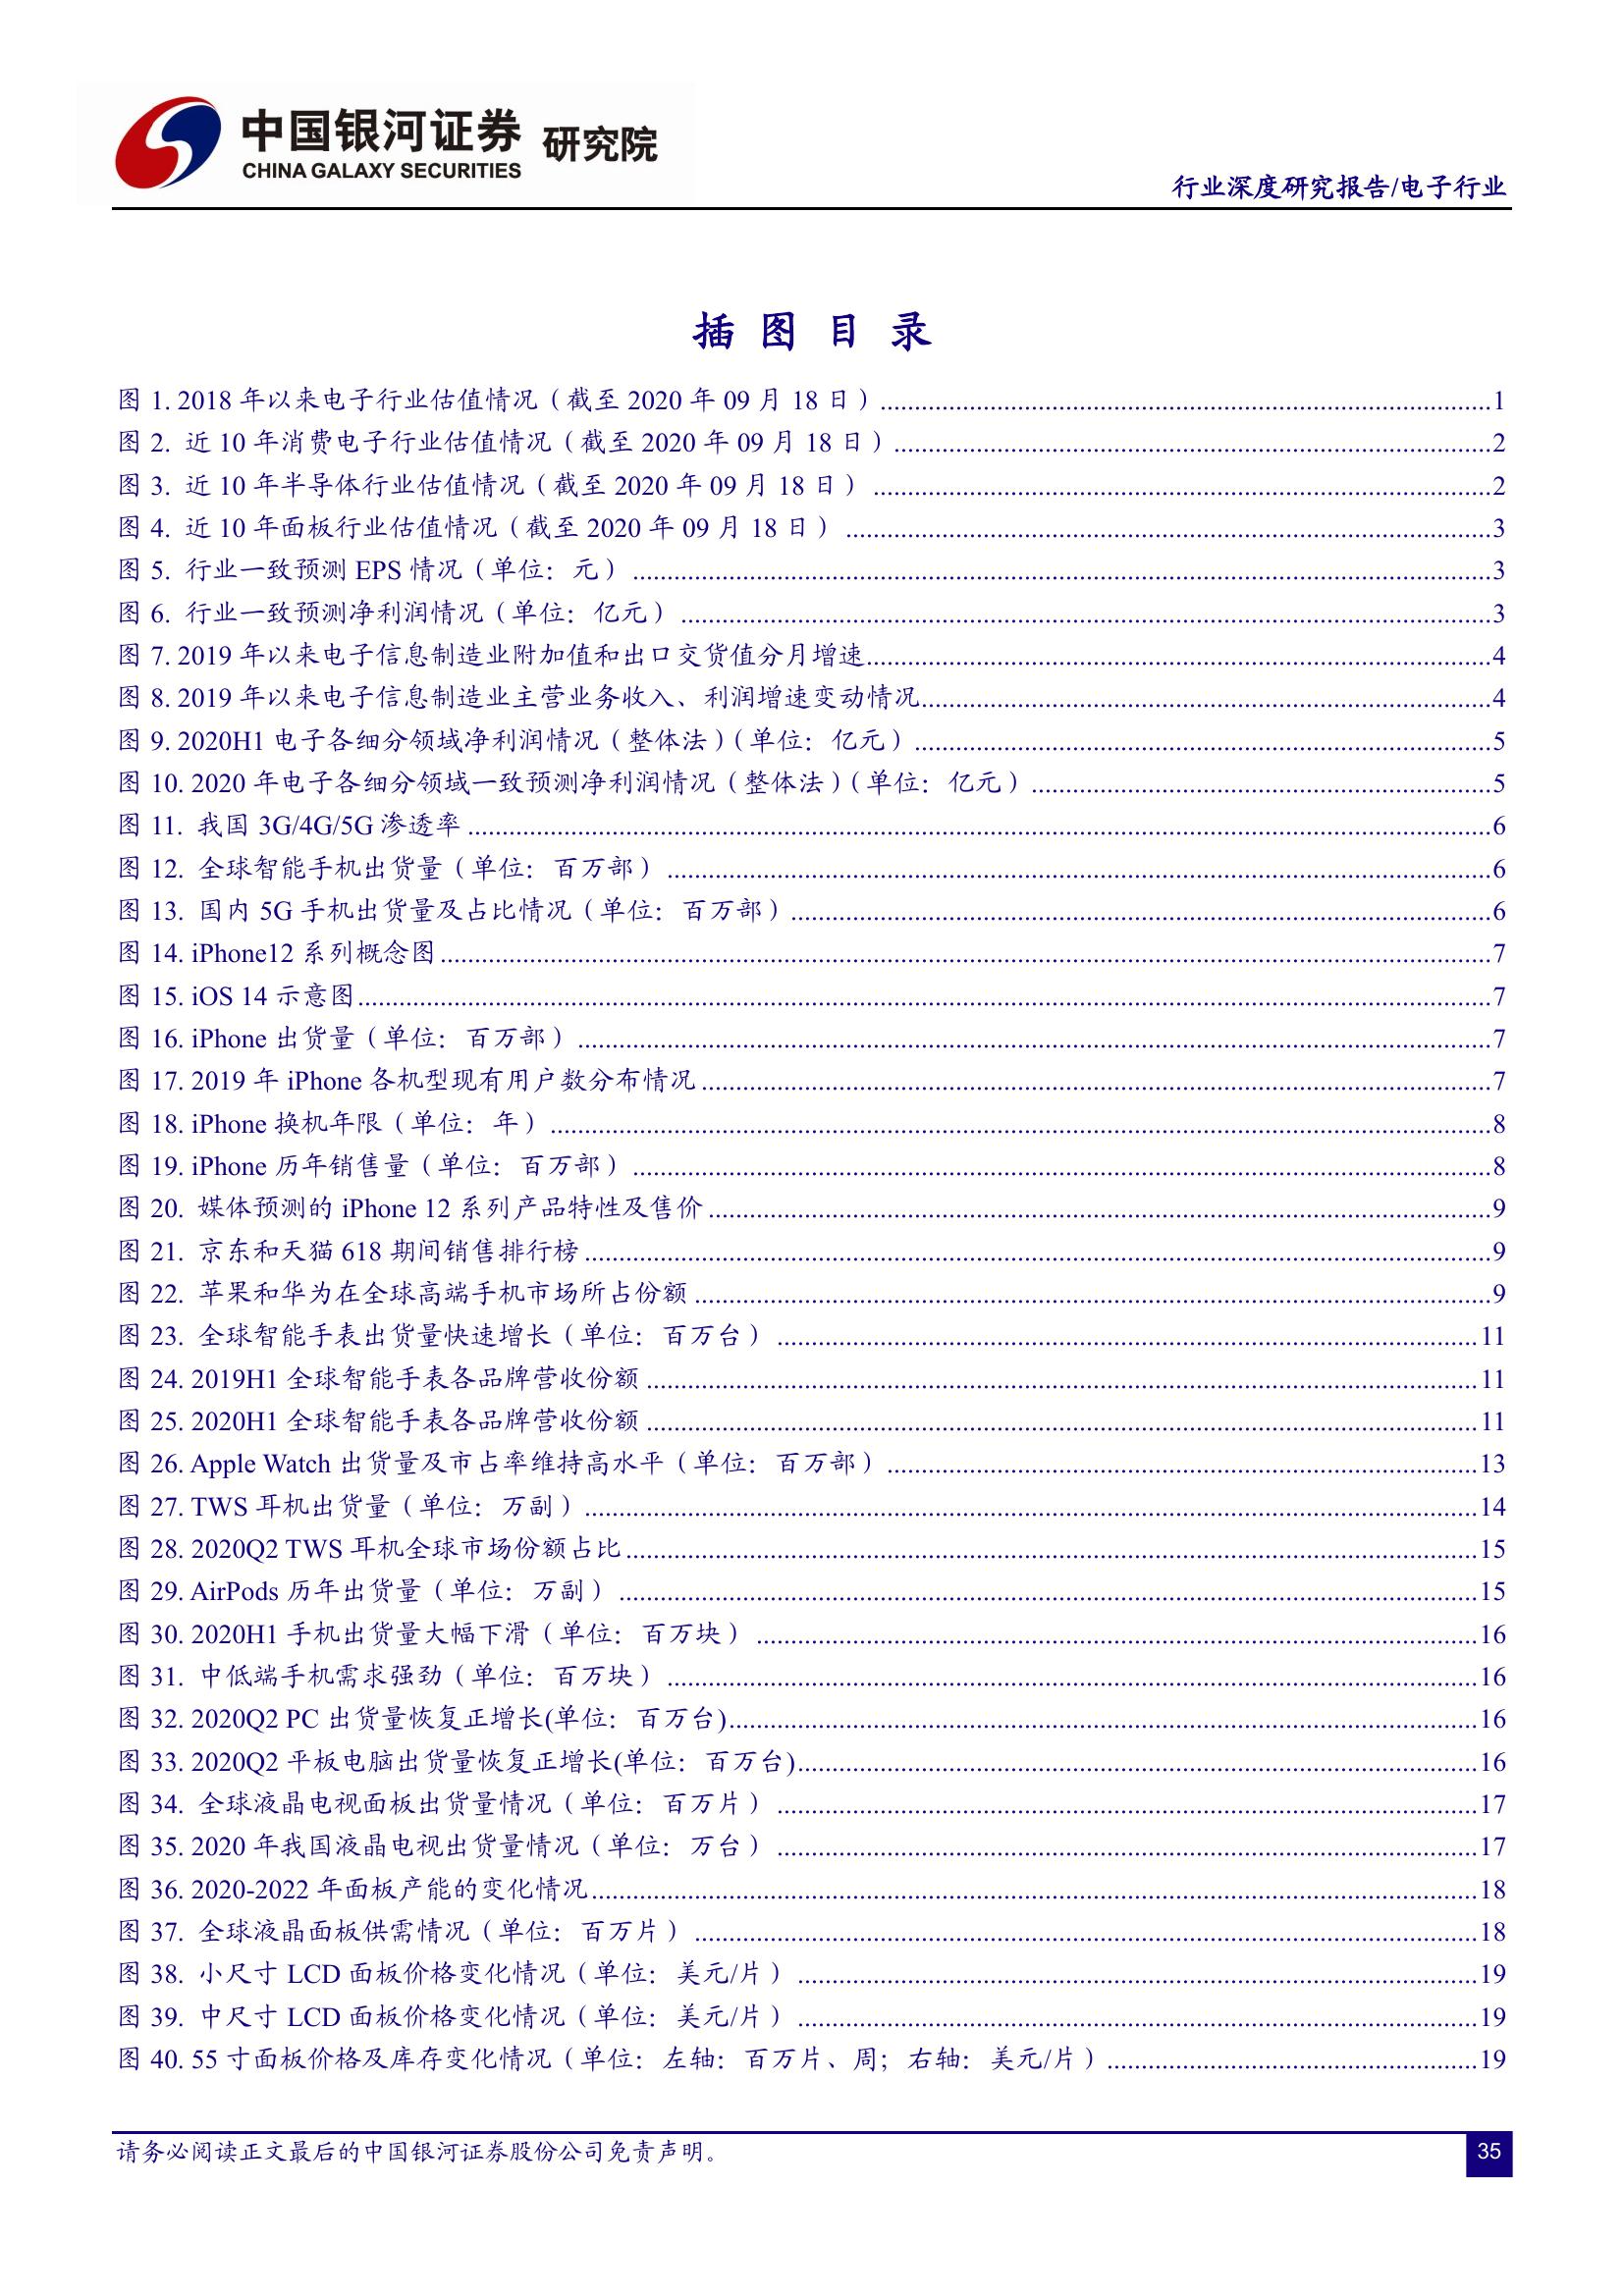 中国银河证券 研究院
CHINA GALAXY SECURITIES
行业深度研究报告/电子行业
插 图 目 录
图 1. 2018 年以来电子行业估值情况（截至 2020 年 09 月 18 日）..........1
图 2. 近 10 年消费电子行业估值情况（截至 2020 年 09 月 18 日）..........2
图 3. 近 10 年半导体行业估值情况（截至 2020 年 09 月 18 日）..........2
图 4. 近 10 年面板行业估值情况（截至 2020 年 09 月 18 日）..........3
图 5. 行业一致预测 EPS 情况（单位：元）..........3
图 6. 行业一致预测净利润情况（单位：亿元）..........3
图 7. 2019 年以来电子信息制造业附加值和出口交货值分月增速..........4
图 8. 2019 年以来电子信息制造业主营业务收入、利润增速变动情况..........4
图 9. 2020H1 电子各细分领域净利润情况（整体法）（单位：亿元）..........5
图 10. 2020 年电子各细分领域一致预测净利润情况（整体法）（单位：亿元）..........5
图 11. 我国 3G/4G/5G 渗透率..........6
图 12. 全球智能手机出货量（单位：百万部）..........6
图 13. 国内 5G 手机出货量及占比情况（单位：百万部）..........6
图 14. iPhone12 系列概念图..........7
图 15. iOS 14 示意图..........7
图 16. iPhone 出货量（单位：百万部）..........7
图 17. 2019 年 iPhone 各机型现有用户数分布情况..........7
图 18. iPhone 换机年限（单位：年）..........8
图 19. iPhone 历年销售量（单位：百万部）..........8
图 20. 媒体预测的 iPhone 12 系列产品特性及售价..........9
图 21. 京东和天猫 618 期间销售排行榜..........9
图 22. 苹果和华为在全球高端手机市场所占份额..........9
图 23. 全球智能手表出货量快速增长（单位：百万台）..........11
图 24. 2019H1 全球智能手表各品牌营收份额..........11
图 25. 2020H1 全球智能手表各品牌营收份额..........11
图 26. Apple Watch 出货量及市占率维持高水平（单位：百万部）..........13
图 27. TWS 耳机出货量（单位：万副）..........14
图 28. 2020Q2 TWS 耳机全球市场份额占比..........15
图 29. AirPods 历年出货量（单位：万副）..........15
图 30. 2020H1 手机出货量大幅下滑（单位：百万块）..........16
图 31. 中低端手机需求强劲（单位：百万块）..........16
图 32. 2020Q2 PC 出货量恢复正增长(单位：百万台)..........16
图 33. 2020Q2 平板电脑出货量恢复正增长(单位：百万台)..........16
图 34. 全球液晶电视面板出货量情况（单位：百万片）..........17
图 35. 2020 年我国液晶电视出货量情况（单位：万台）..........17
图 36. 2020-2022 年面板产能的变化情况..........18
图 37. 全球液晶面板供需情况（单位：百万片）..........18
图 38. 小尺寸 LCD 面板价格变化情况（单位：美元/片）..........19
图 39. 中尺寸 LCD 面板价格变化情况（单位：美元/片）..........19
图 40. 55 寸面板价格及库存变化情况（单位：左轴：百万片、周；右轴：美元/片）..........19
请务必阅读正文最后的中国银河证券股份公司免责声明。
35